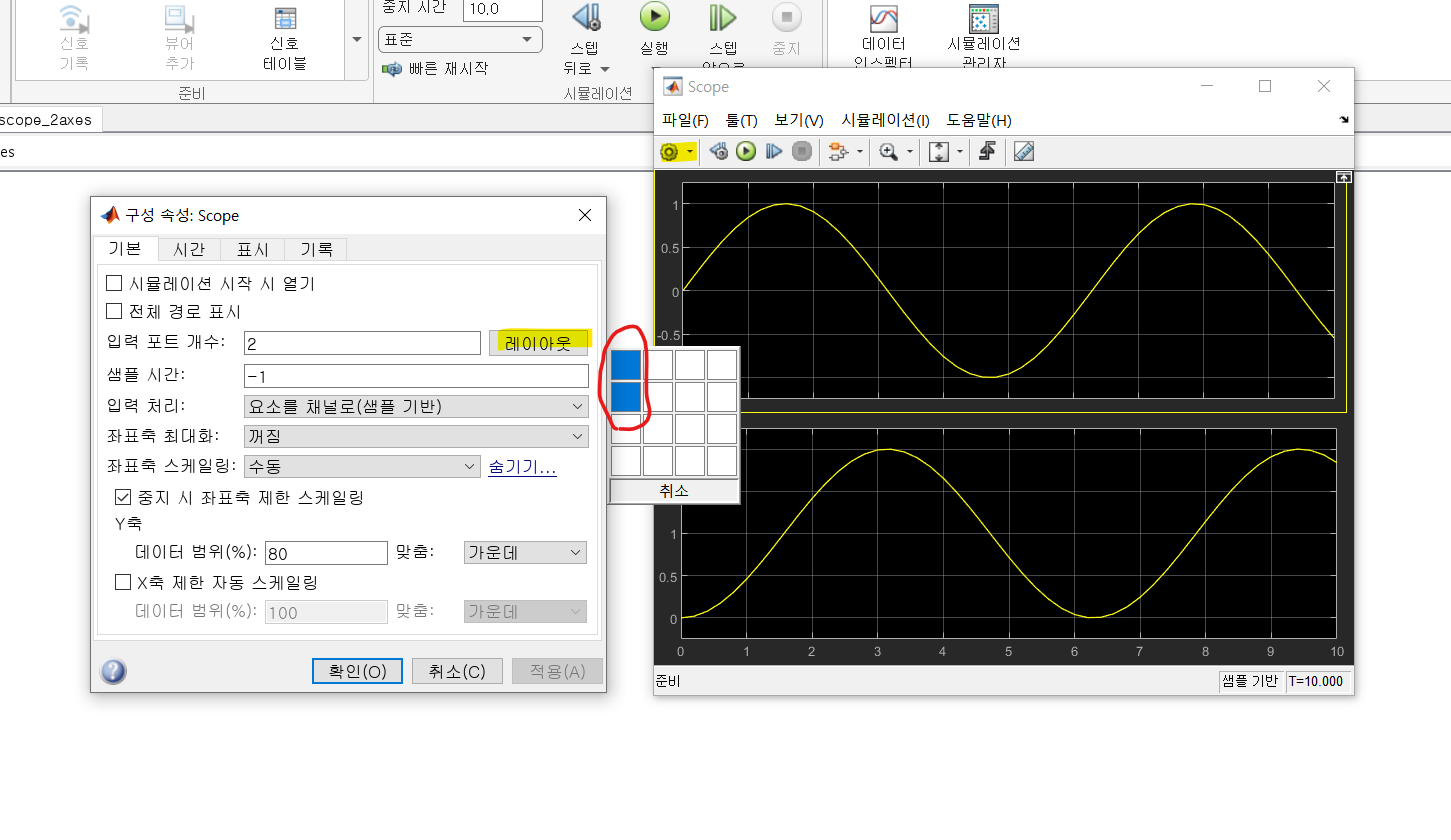 중지 시간 10.0
신호
기록
뷰어
추가
신호
테이블
준비
표준
빠른 재시작
스텝
뒤로
실행
스텝
앞으로
중지
시뮬레이션
데이터
인스펙터
시뮬레이션
관리자
scope_2axes
es
구성 속성: Scope
기본 시간 표시 기록
시뮬레이션 시작 시 열기
전체 경로 표시
입력 포트 개수: 2 레이아웃
샘플 시간: -1
입력 처리: 요소를 채널로(샘플 기반)
좌표축 최대화: 꺼짐
좌표축 스케일링: 수동 숨기기...
중지 시 좌표축 제한 스케일링
Y축
데이터 범위(%): 80 맞춤: 가운데
X축 제한 자동 스케일링
데이터 범위(%): 100 맞춤: 가운데
확인(O) 취소(C) 적용(A)
취소
Scope
파일(F) 툴(T) 보기(V) 시뮬레이션(I) 도움말(H)
1
0.5
0
-0.5
1
0.5
0
0 1 2 3 4 5 6 7 8 9 10
준비 샘플 기반 T=10.000